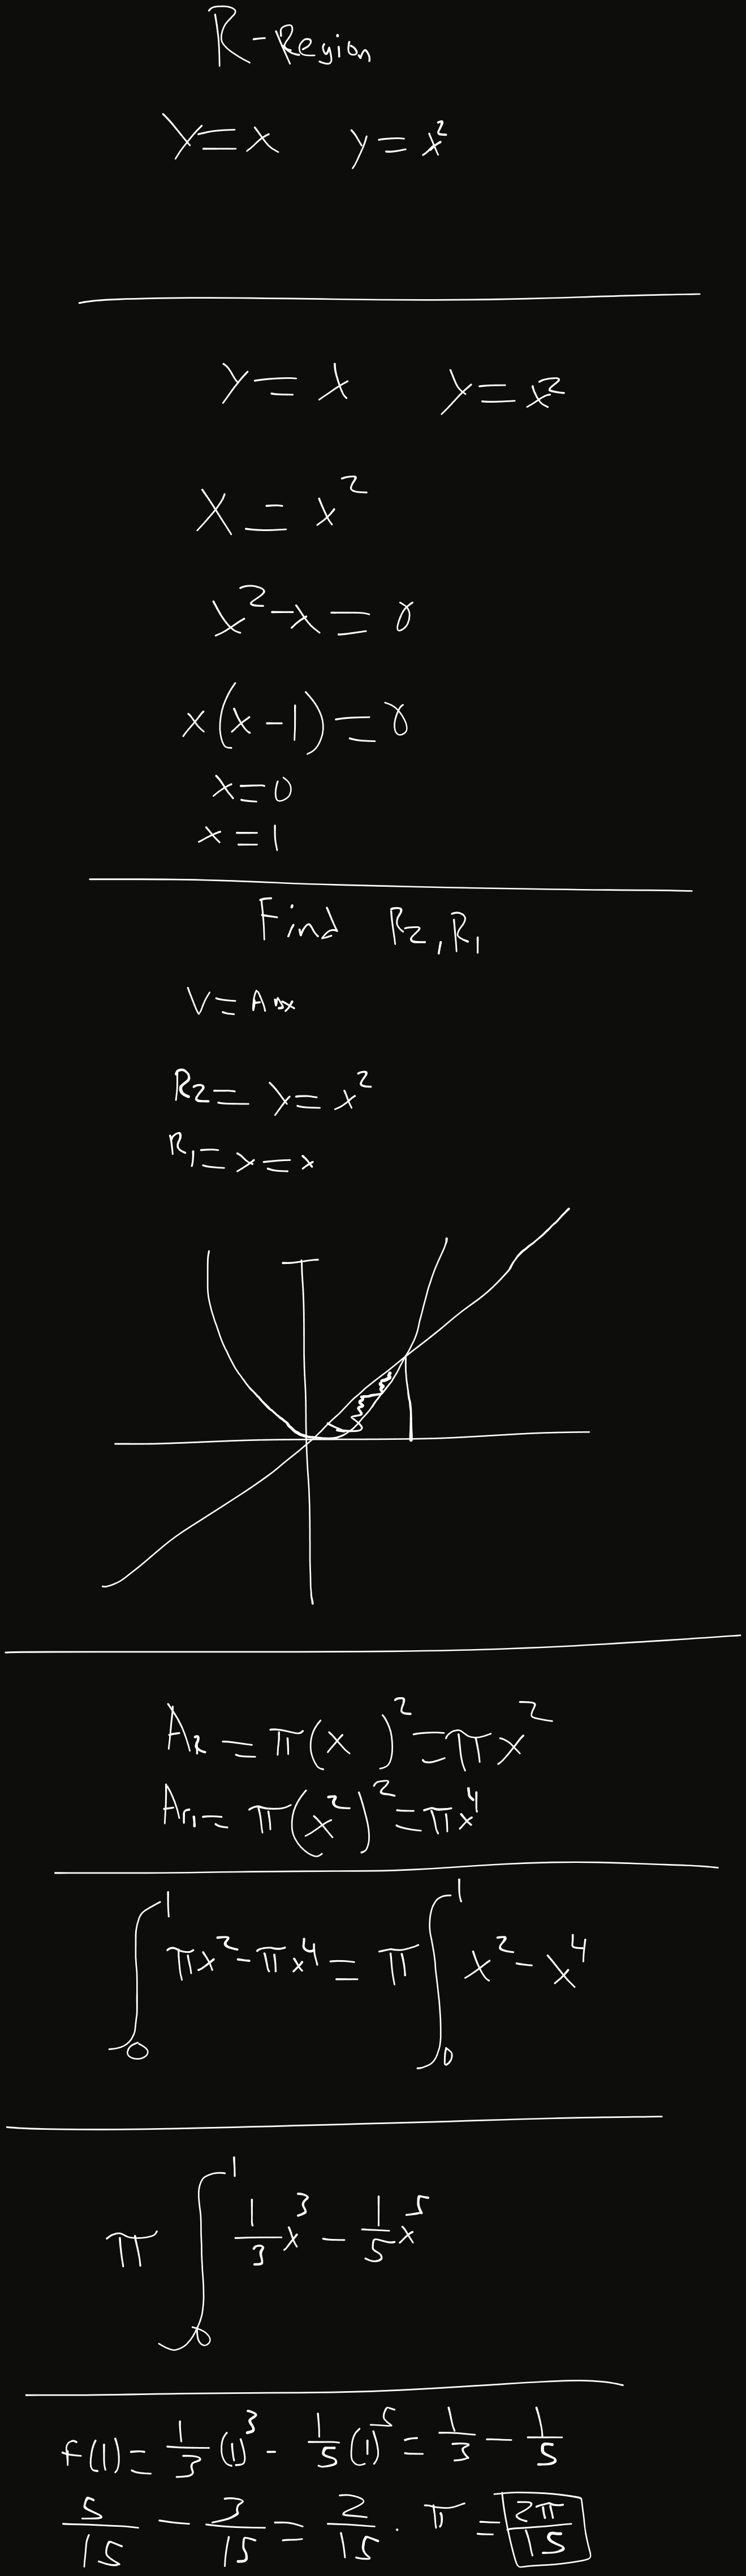 R-Region
y=x y=x²
y=x y=x²
x=x²
x²-x=0
x(x-1)=0
x=0
x=1
Find R₂,R₁
V=A
R₂= y=x²
R₁= y=x
A_R = π(x )² = πx²
A_r₁ = π(x²)² = πx⁴
∫₀¹ πx²-πx⁴ = π∫₀¹ x²-x⁴
π∫₀¹ 1/3 x³ - 1/5 x⁵
f(1) = 1/3 (1)³ - 1/5 (1)⁵ = 1/3 - 1/5
5/15 - 3/15 = 2/15 · π = 2π/15